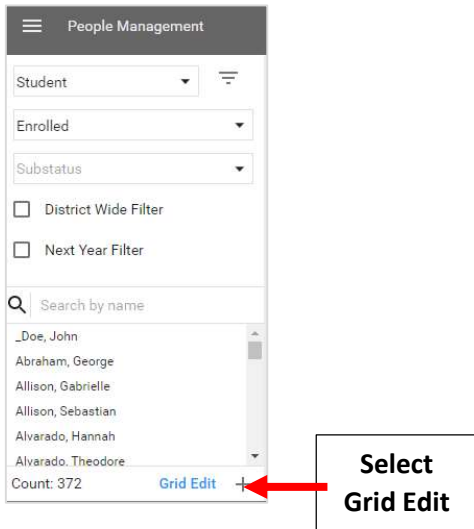 People Management
Student
Enrolled
Substatus
District Wide Filter
Next Year Filter
Search by name
_Doe, John
Abraham, George
Allison, Gabrielle
Allison, Sebastian
Alvarado, Hannah
Alvarado, Theodore
Count: 372 Grid Edit +
Select
Grid Edit